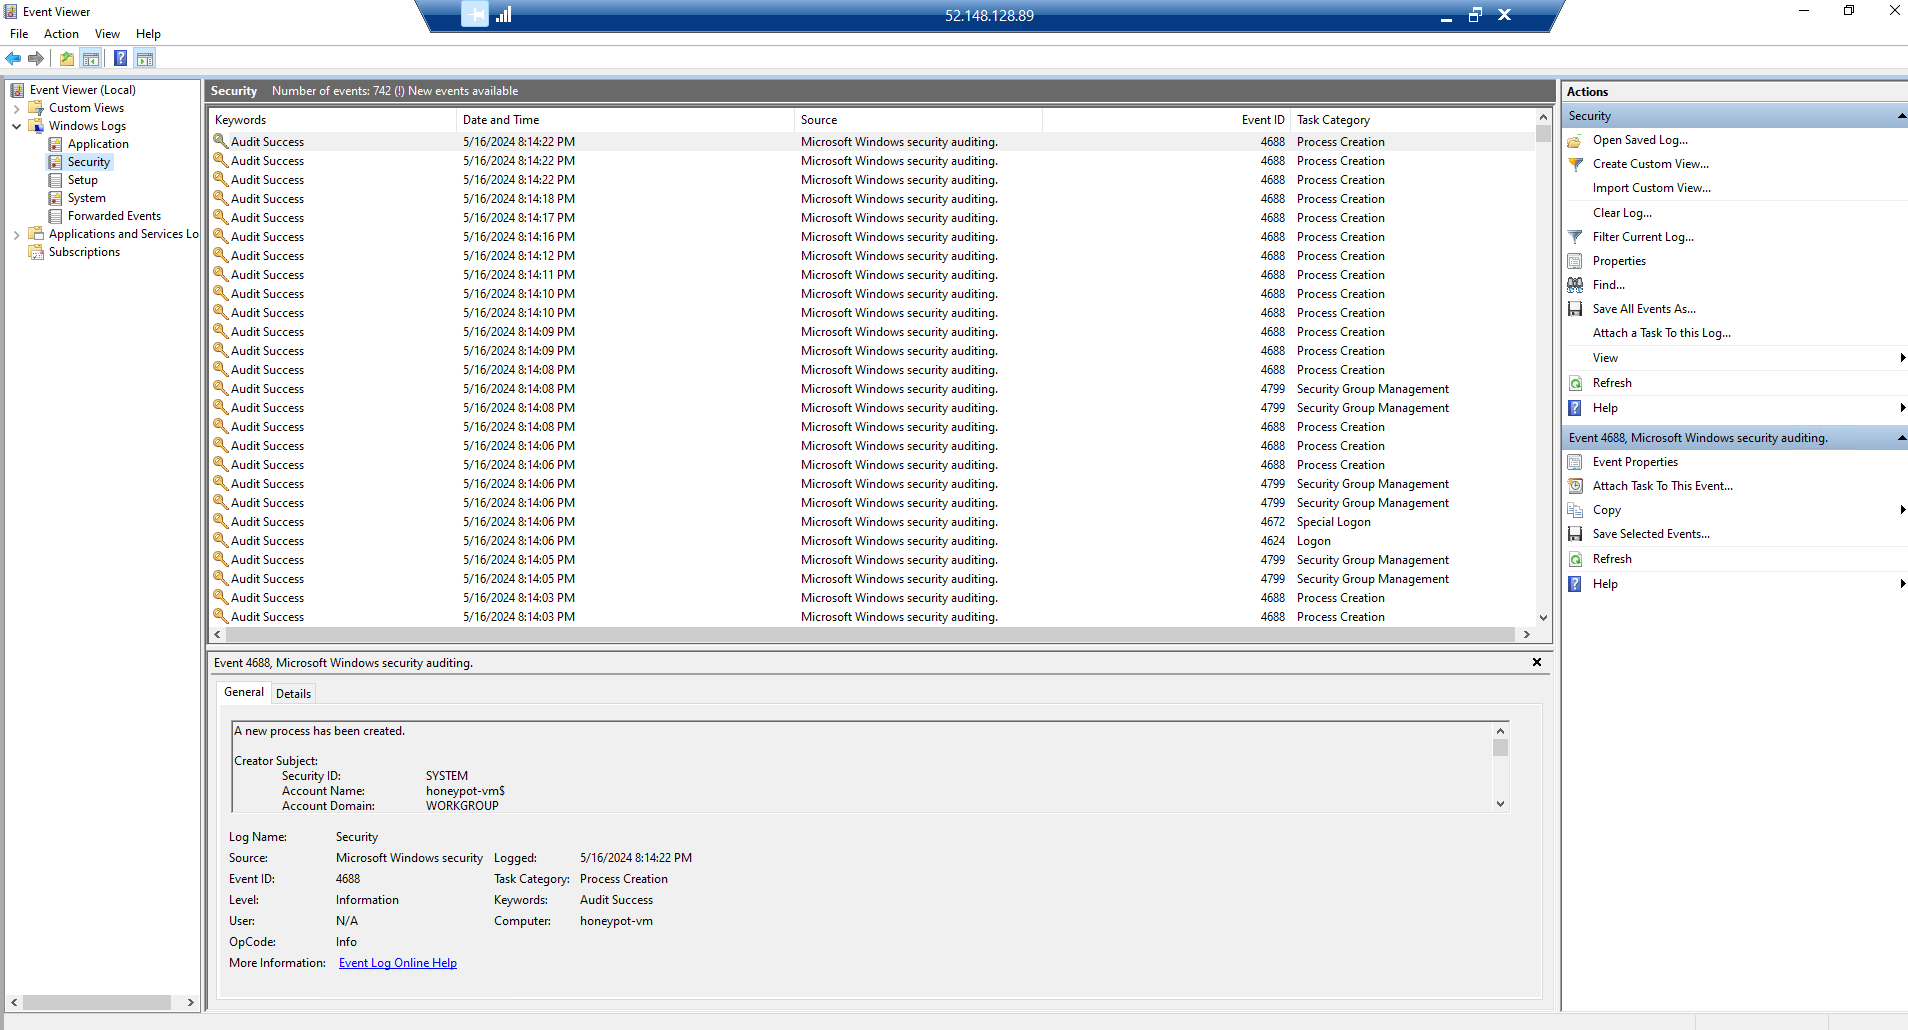 Event Viewer
52.148.128.89
File Action View Help
Event Viewer (Local)
Custom Views
Windows Logs
Application
Security
Setup
System
Forwarded Events
Applications and Services Lo
Subscriptions
Security Number of events: 742 (!) New events available
Keywords Date and Time Source Event ID Task Category
Audit Success 5/16/2024 8:14:22 PM Microsoft Windows security auditing. 4688 Process Creation
Audit Success 5/16/2024 8:14:22 PM Microsoft Windows security auditing. 4688 Process Creation
Audit Success 5/16/2024 8:14:22 PM Microsoft Windows security auditing. 4688 Process Creation
Audit Success 5/16/2024 8:14:18 PM Microsoft Windows security auditing. 4688 Process Creation
Audit Success 5/16/2024 8:14:17 PM Microsoft Windows security auditing. 4688 Process Creation
Audit Success 5/16/2024 8:14:16 PM Microsoft Windows security auditing. 4688 Process Creation
Audit Success 5/16/2024 8:14:12 PM Microsoft Windows security auditing. 4688 Process Creation
Audit Success 5/16/2024 8:14:11 PM Microsoft Windows security auditing. 4688 Process Creation
Audit Success 5/16/2024 8:14:10 PM Microsoft Windows security auditing. 4688 Process Creation
Audit Success 5/16/2024 8:14:10 PM Microsoft Windows security auditing. 4688 Process Creation
Audit Success 5/16/2024 8:14:09 PM Microsoft Windows security auditing. 4688 Process Creation
Audit Success 5/16/2024 8:14:09 PM Microsoft Windows security auditing. 4688 Process Creation
Audit Success 5/16/2024 8:14:08 PM Microsoft Windows security auditing. 4688 Process Creation
Audit Success 5/16/2024 8:14:08 PM Microsoft Windows security auditing. 4799 Security Group Management
Audit Success 5/16/2024 8:14:08 PM Microsoft Windows security auditing. 4799 Security Group Management
Audit Success 5/16/2024 8:14:08 PM Microsoft Windows security auditing. 4688 Process Creation
Audit Success 5/16/2024 8:14:06 PM Microsoft Windows security auditing. 4688 Process Creation
Audit Success 5/16/2024 8:14:06 PM Microsoft Windows security auditing. 4688 Process Creation
Audit Success 5/16/2024 8:14:06 PM Microsoft Windows security auditing. 4799 Security Group Management
Audit Success 5/16/2024 8:14:06 PM Microsoft Windows security auditing. 4799 Security Group Management
Audit Success 5/16/2024 8:14:06 PM Microsoft Windows security auditing. 4672 Special Logon
Audit Success 5/16/2024 8:14:06 PM Microsoft Windows security auditing. 4624 Logon
Audit Success 5/16/2024 8:14:05 PM Microsoft Windows security auditing. 4799 Security Group Management
Audit Success 5/16/2024 8:14:05 PM Microsoft Windows security auditing. 4799 Security Group Management
Audit Success 5/16/2024 8:14:03 PM Microsoft Windows security auditing. 4688 Process Creation
Audit Success 5/16/2024 8:14:03 PM Microsoft Windows security auditing. 4688 Process Creation
Event 4688, Microsoft Windows security auditing.
General Details
A new process has been created.
Creator Subject:
Security ID: SYSTEM
Account Name: honeypot-vm$
Account Domain: WORKGROUP
Log Name: Security
Source: Microsoft Windows security Logged: 5/16/2024 8:14:22 PM
Event ID: 4688 Task Category: Process Creation
Level: Information Keywords: Audit Success
User: N/A Computer: honeypot-vm
OpCode: Info
More Information: Event Log Online Help
Actions
Security
Open Saved Log...
Create Custom View...
Import Custom View...
Clear Log...
Filter Current Log...
Properties
Find...
Save All Events As...
Attach a Task To this Log...
View
Refresh
Help
Event 4688, Microsoft Windows security auditing.
Event Properties
Attach Task To This Event...
Copy
Save Selected Events...
Refresh
Help